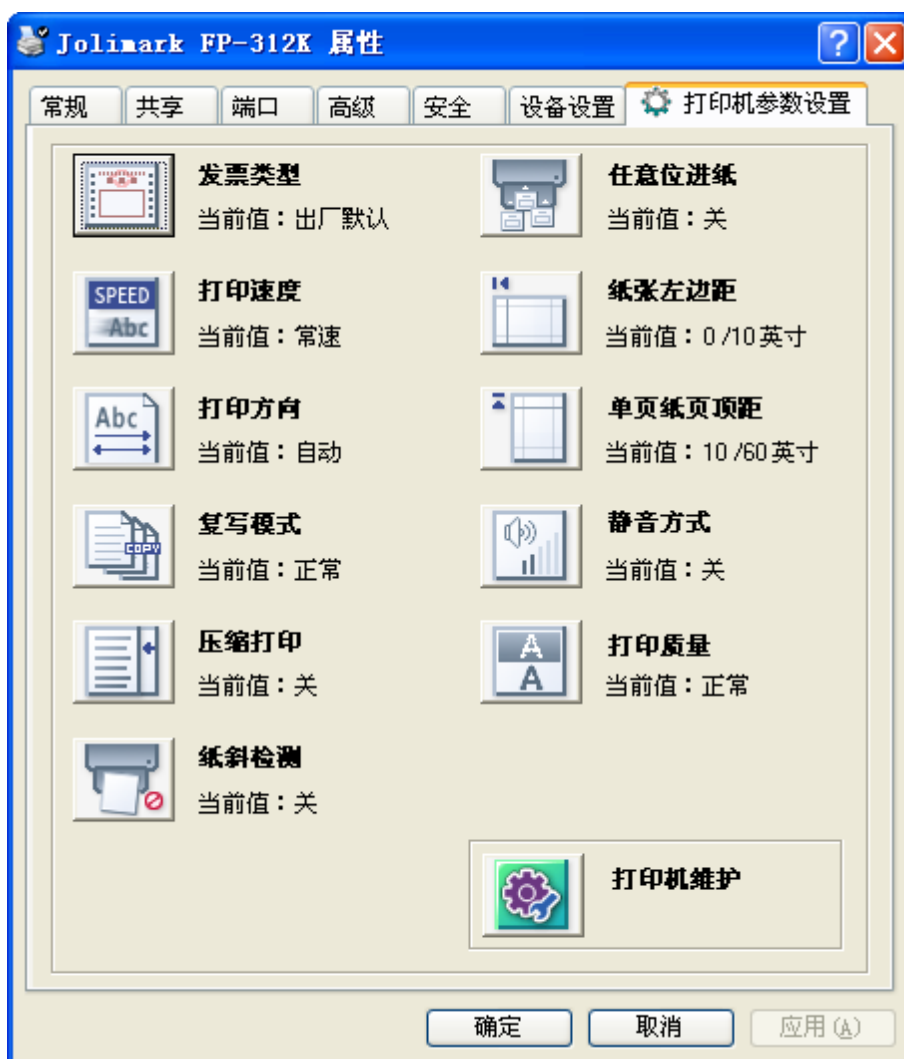 Jolimark FP-312K 属性
常规 共享 端口 高级 安全 设备设置 打印机参数设置
发票类型
当前值：出厂默认
任意位进纸
当前值：关
SPEED
Abc
打印速度
当前值：常速
纸张左边距
当前值：0 /10 英寸
Abc
打印方向
当前值：自动
单页纸页顶距
当前值：10 /60 英寸
COPY
复写模式
当前值：正常
静音方式
当前值：关
压缩打印
当前值：关
A
A
打印质量
当前值：正常
纸斜检测
当前值：关
打印机维护
确定 取消 应用(A)